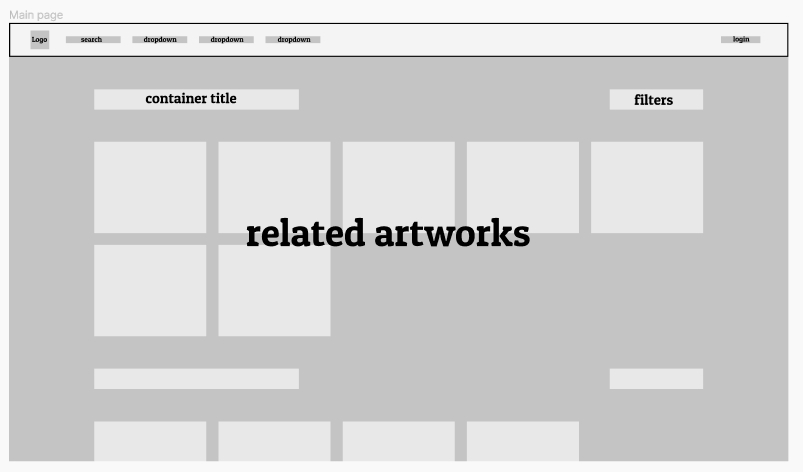 Main page
Logo
search
dropdown
dropdown
dropdown
login
container title
filters
related artworks